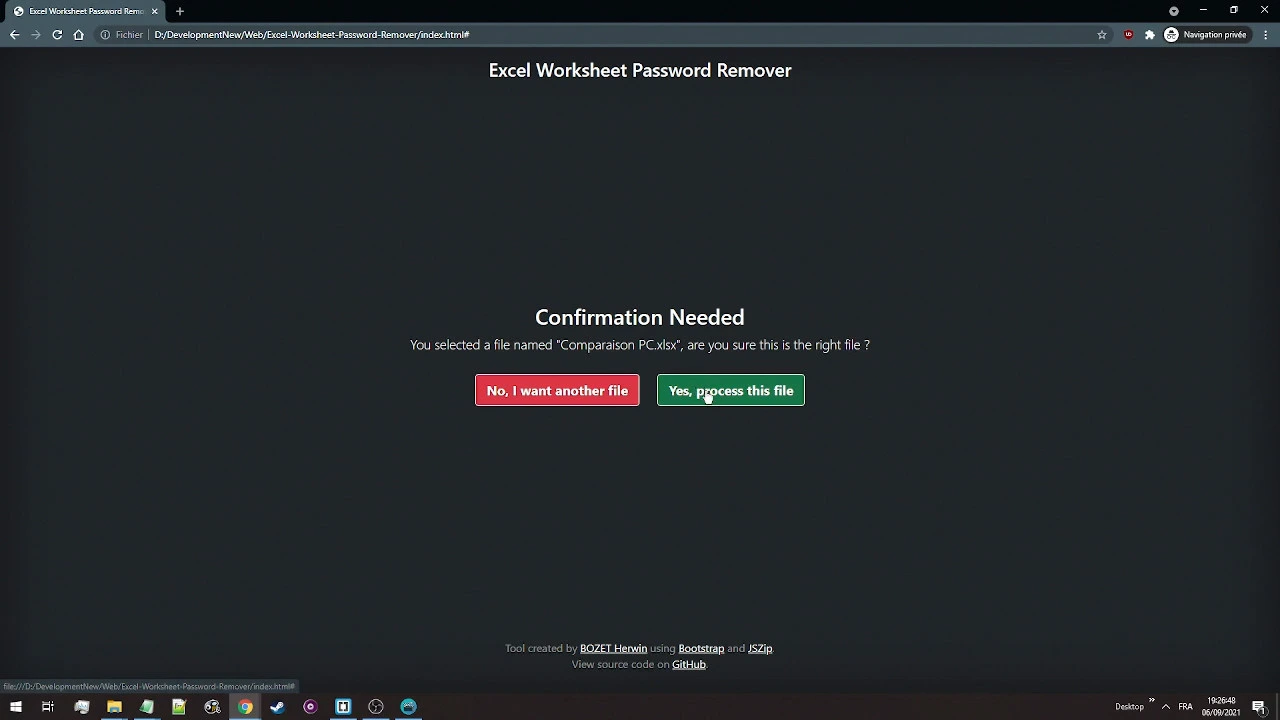 Excel Worksheet Password Remo
Fichier D:/DevelopmentNew/Web/Excel-Worksheet-Password-Remover/index.html#
Navigation privée
Excel Worksheet Password Remover
Confirmation Needed
You selected a file named "Comparaison PC.xlsx", are you sure this is the right file ?
No, I want another file
Yes, process this file
Tool created by BOZET Herwin using Bootstrap and JSZip.
View source code on GitHub.
file:///D:/DevelopmentNew/Web/Excel-Worksheet-Password-Remover/index.html#
Desktop
FRA
19:26:48
06/09/2021